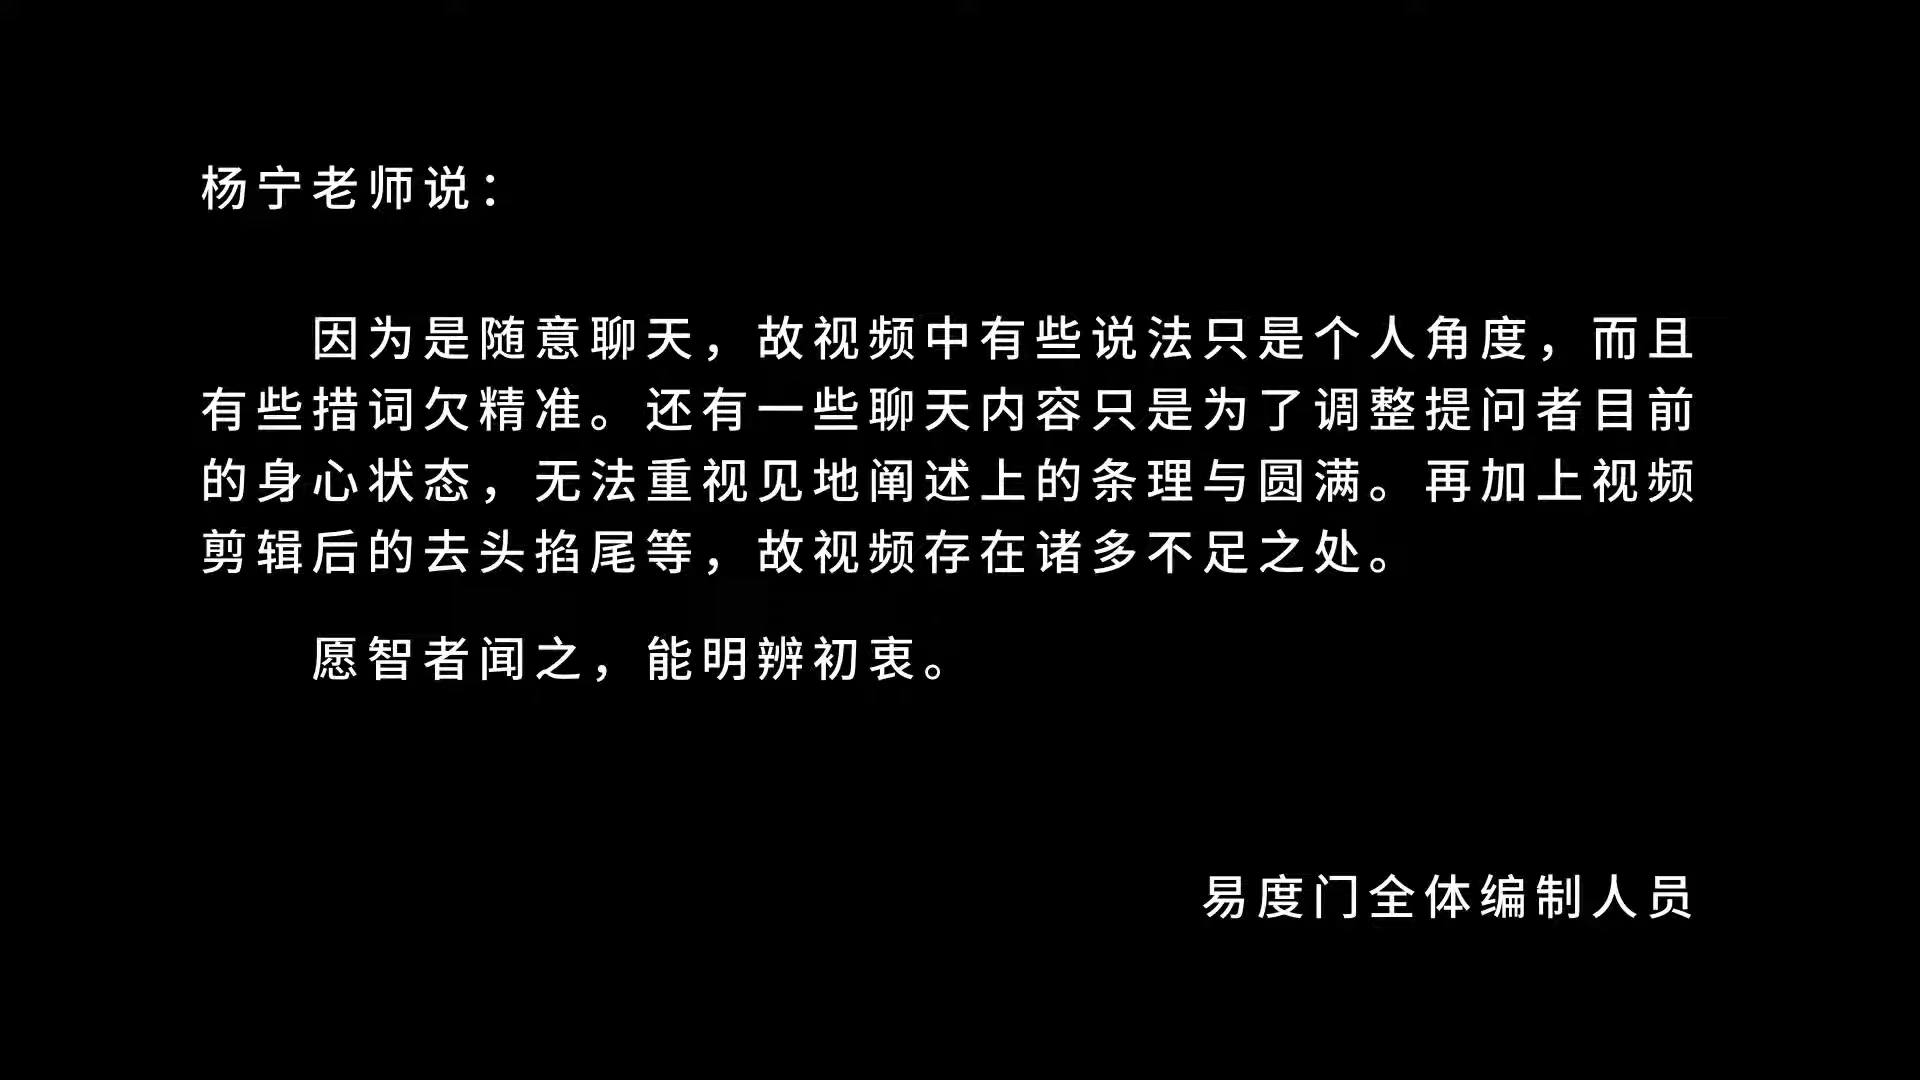 杨宁老师说：
因为是随意聊天，故视频中有些说法只是个人角度，而且
有些措词欠精准。还有一些聊天内容只是为了调整提问者目前
的身心状态，无法重视见地阐述上的条理与圆满。再加上视频
剪辑后的去头掐尾等，故视频存在诸多不足之处。
愿智者闻之，能明辨初衷。
易度门全体编制人员